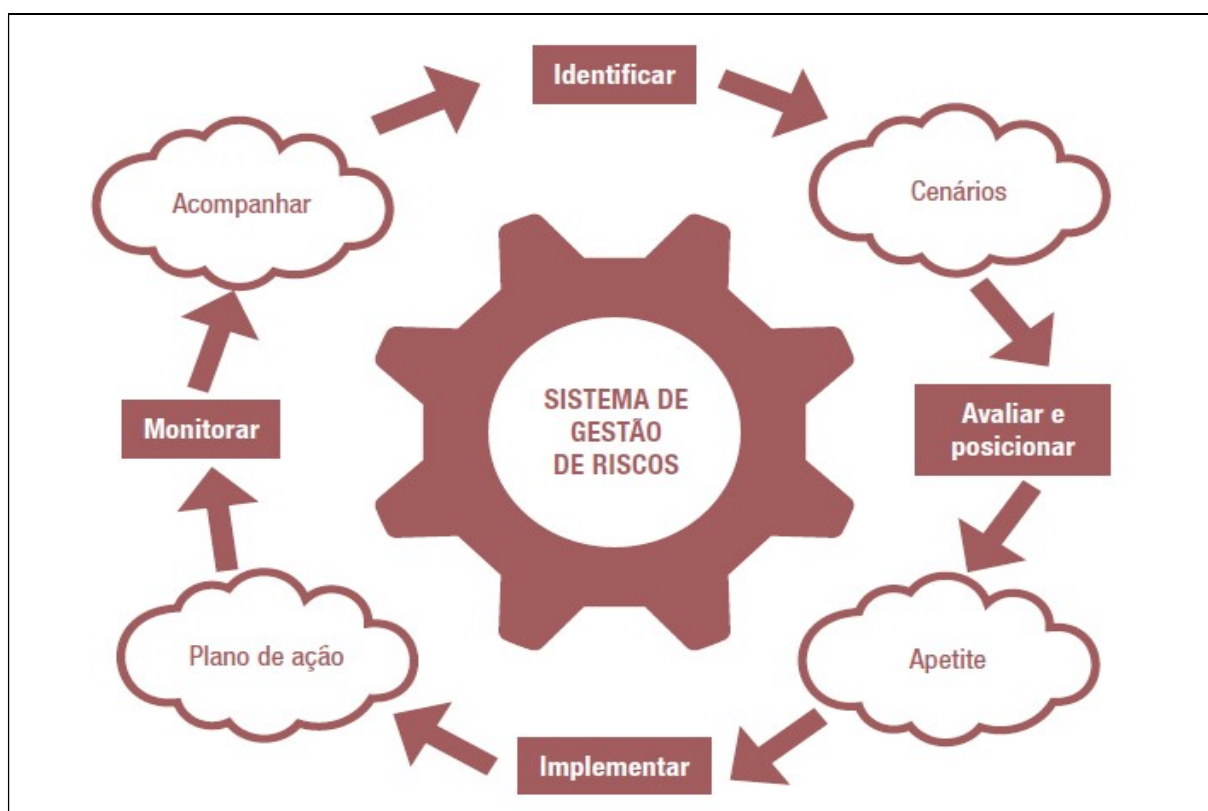 Identificar
Cenários
Avaliar e
posicionar
Apetite
Implementar
Plano de ação
Monitorar
Acompanhar
SISTEMA DE
GESTÃO
DE RISCOS